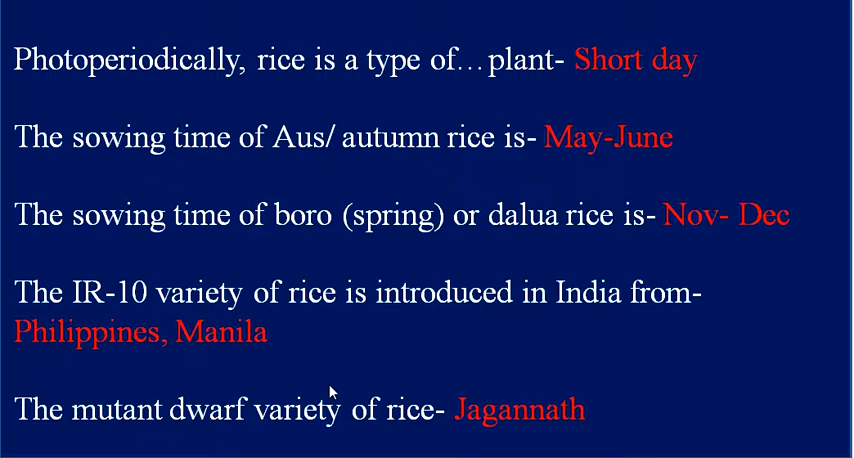 Photoperiodically, rice is a type of…plant- Short day
The sowing time of Aus/ autumn rice is- May-June
The sowing time of boro (spring) or dalua rice is- Nov- Dec
The IR-10 variety of rice is introduced in India from-
Philippines, Manila
The mutant dwarf variety of rice- Jagannath